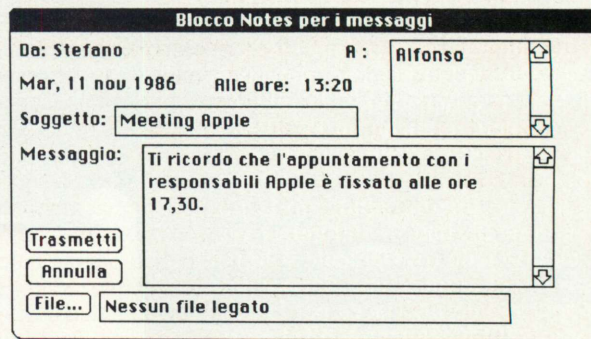 Blocco Notes per i messaggi
Da: Stefano A: Alfonso
Mar, 11 nov 1986 Alle ore: 13:20
Soggetto: Meeting Apple
Messaggio: Ti ricordo che l'appuntamento con i
responsabili Apple è fissato alle ore
17,30.
Trasmetti
Annulla
File... Nessun file legato